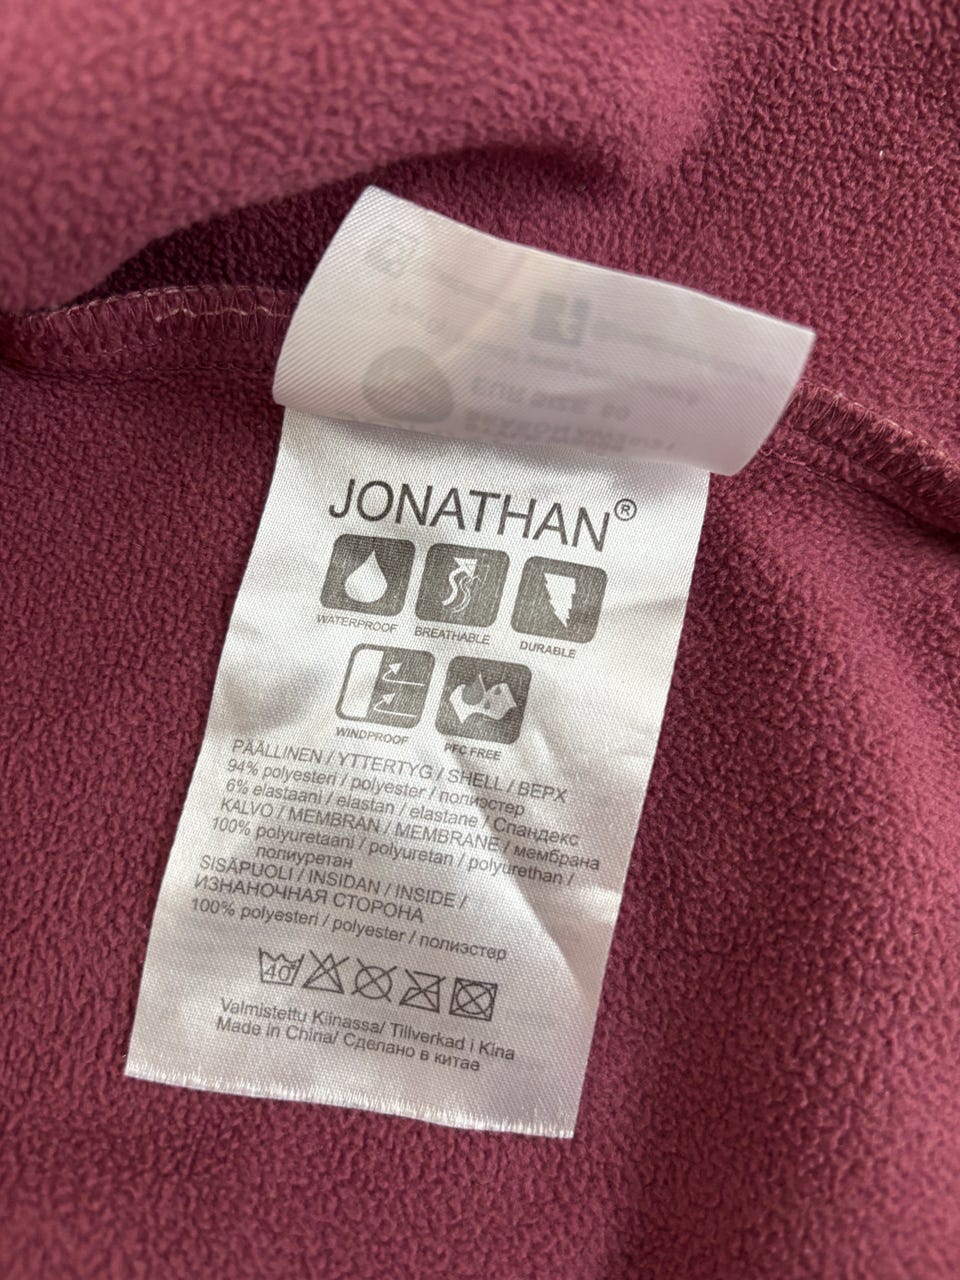 JONATHAN®
WATERPROOF BREATHABLE DURABLE
WINDPROOF PFC FREE
PÄÄLLINEN / YTTERTYG / SHELL / ВЕРХ
94% polyesteri / polyester / полиэстер
6% elastaani / elastan / elastane / Спандекс
KALVO / MEMBRAN / MEMBRANE / мембрана
100% polyuretaani / polyuretan / polyurethan /
полиуретан
SISÄPUOLI / INSIDAN / INSIDE /
ИЗНАНОЧНАЯ СТОРОНА
100% polyesteri / polyester / полиэстер
40
Valmistettu Kiinassa/ Tillverkad i Kina
Made in China/ Сделано в китае